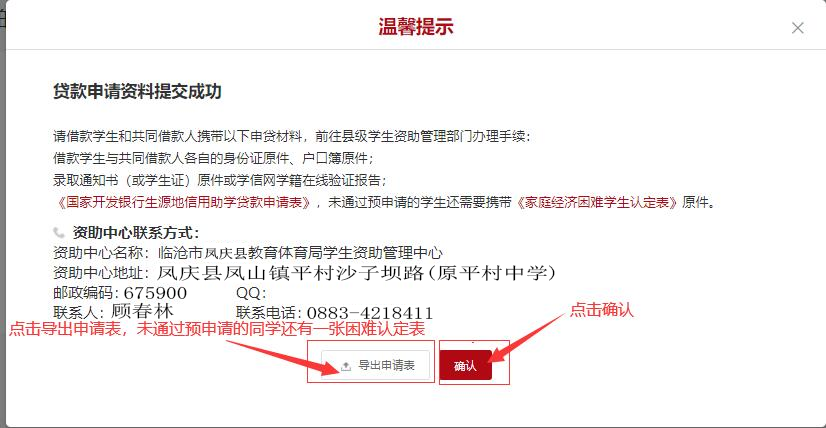 温馨提示
贷款申请资料提交成功
请借款学生和共同借款人携带以下申贷材料，前往县级学生资助管理部门办理手续：
借款学生与共同借款人各自的身份证原件、户口簿原件；
录取通知书（或学生证）原件或学信网学籍在线验证报告；
《国家开发银行生源地信用助学贷款申请表》，未通过预申请的学生还需要携带《家庭经济困难学生认定表》原件。
资助中心联系方式：
资助中心名称：临沧市凤庆县教育体育局学生资助管理中心
资助中心地址：凤庆县凤山镇平村沙子坝路(原平村中学)
邮政编码：675900 QQ：
联系人：顾春林 联系电话：0883-4218411
点击确认
点击导出申请表，未通过预申请的同学还有一张困难认定表
导出申请表 确认